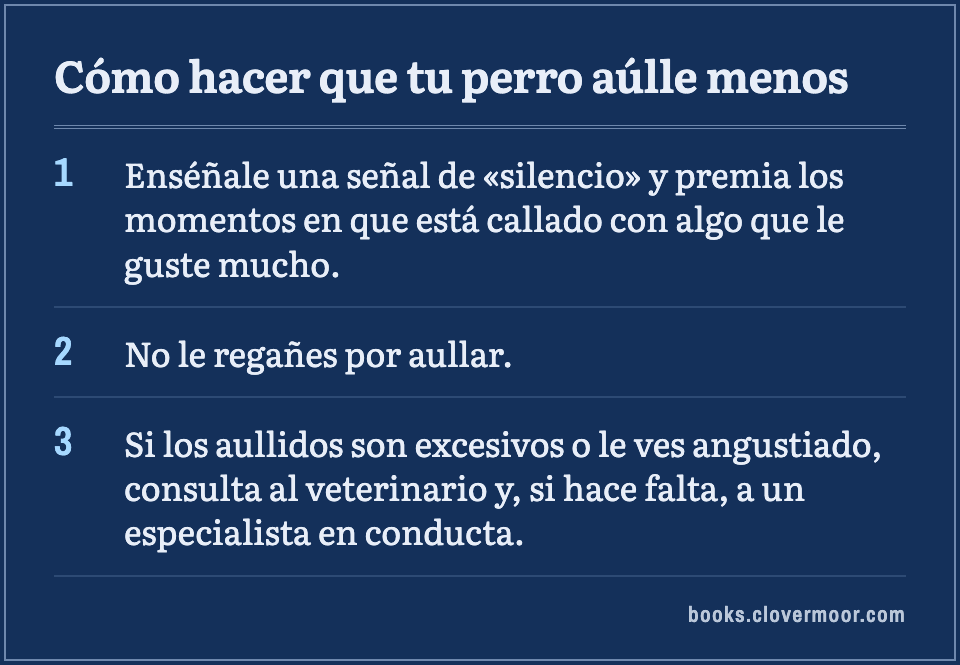 Cómo hacer que tu perro aúlle menos
1 Enséñale una señal de «silencio» y premia los
momentos en que está callado con algo que le
guste mucho.
2 No le regañes por aullar.
3 Si los aullidos son excesivos o le ves angustiado,
consulta al veterinario y, si hace falta, a un
especialista en conducta.
books.clovermoor.com